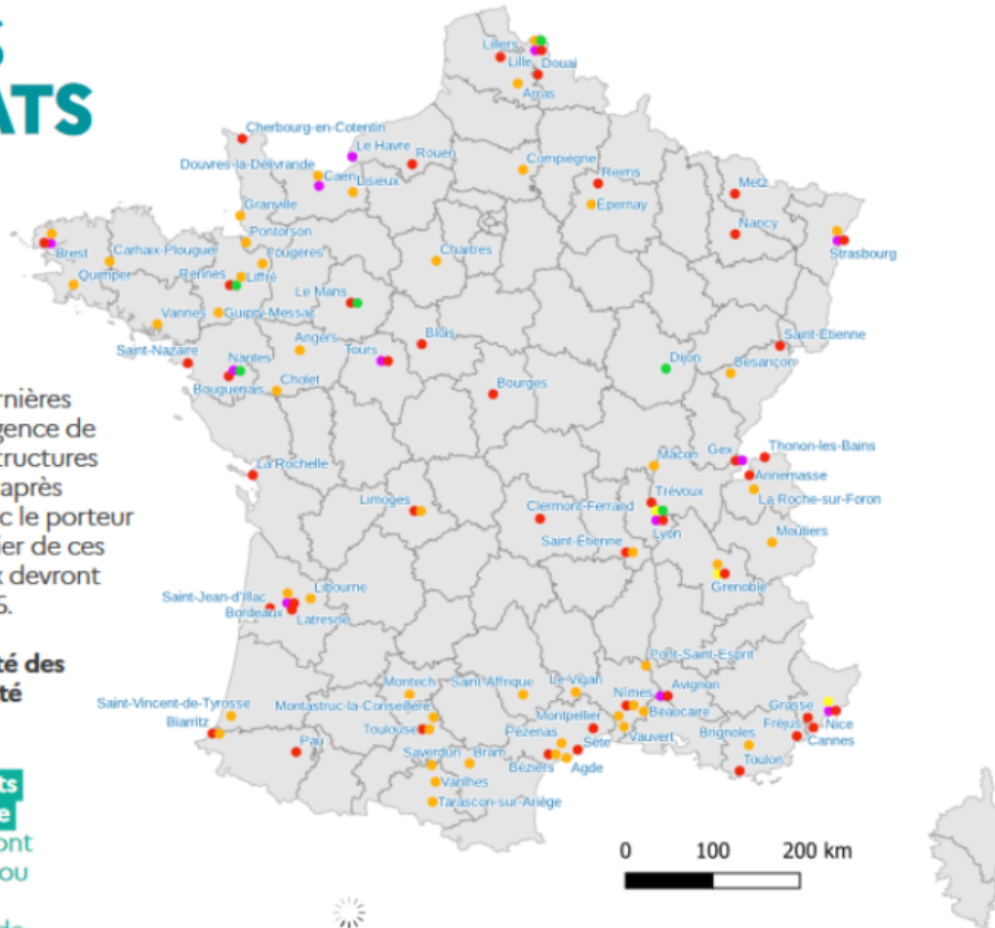 S
ATS
rnières
gence de
tructures
après
c le porteur
ier de ces
x devront
5.
té des
té
ts
e
ont
ou
de
Lillers
Lille
Douai
Arras
Cherbourg-en-Cotentin
Le Havre
Rouen
Douvres-la-Délivrande
Caen
Lisieux
Compiègne
Reims
Épernay
Metz
Nancy
Strasbourg
Granville
Pontorson
Fougères
Brest
Carhaix-Plouguer
Quimper
Rennes
Liffré
Chartres
Le Mans
Vannes
Guipry-Messac
Angers
Tours
Blois
Saint-Nazaire
Nantes
Bouguenais
Cholet
Bourges
Dijon
Besançon
Saint-Étienne
La Rochelle
Mâcon
Gex
Thonon-les-Bains
Annemasse
La Roche-sur-Foron
Limoges
Clermont-Ferrand
Trévoux
Lyon
Saint-Étienne
Moûtiers
Grenoble
Saint-Jean-d'Illac
Bordeaux
Libourne
Latresne
Pont-Saint-Esprit
Montech
Saint-Affrique
Le Vigan
Nîmes
Avignon
Saint-Vincent-de-Tyrosse
Montastruc-la-Conseillère
Montpellier
Beaucaire
Grasse
Biarritz
Toulouse
Pézenas
Vauvert
Brignoles
Fréjus
Nice
Cannes
Pau
Saverdun
Bram
Béziers
Sète
Agde
Toulon
Varilhes
Tarascon-sur-Ariège
0 100 200 km